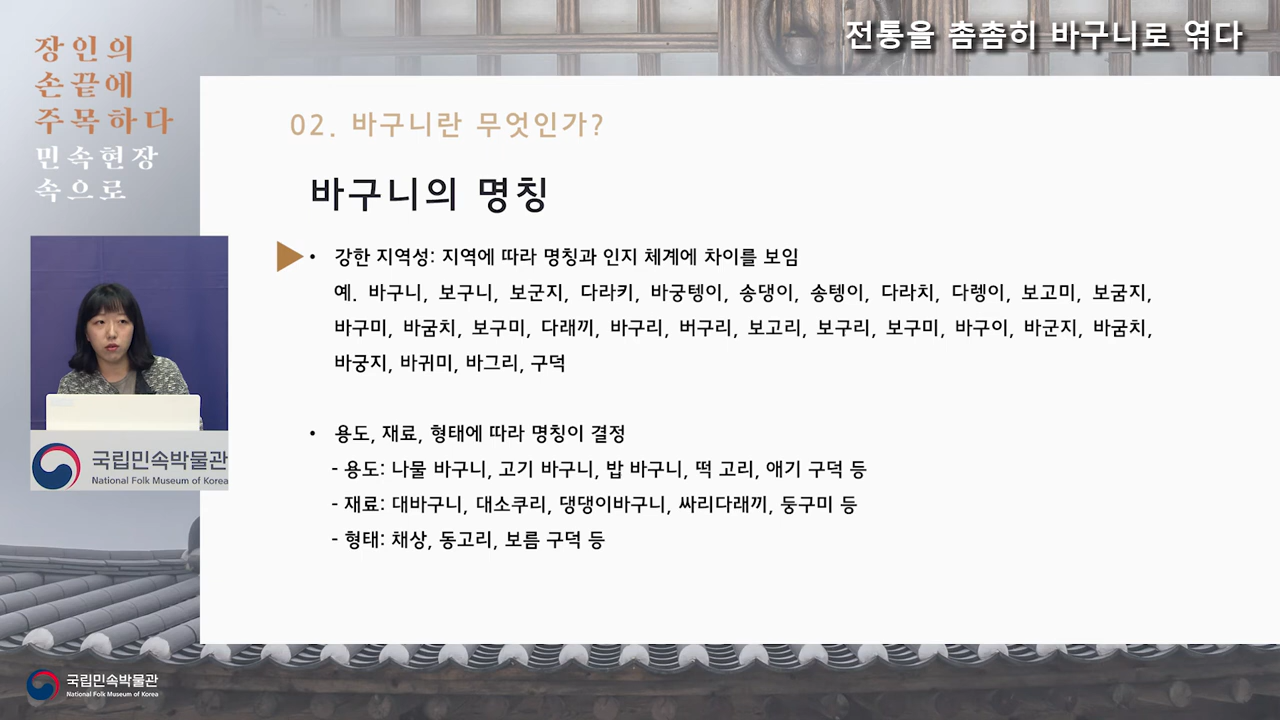 전통을 촘촘히 바구니로 엮다
장인의
손끝에
주목하다
민속현장
속으로
02. 바구니란 무엇인가?
바구니의 명칭
• 강한 지역성: 지역에 따라 명칭과 인지 체계에 차이를 보임
예. 바구니, 보구니, 보군지, 다라키, 바궁텡이, 송댕이, 송텡이, 다라치, 다렝이, 보고미, 보굼지,
바구미, 바굼치, 보구미, 다래끼, 바구리, 버구리, 보고리, 보구리, 보구미, 바구이, 바군지, 바굼치,
바궁지, 바귀미, 바그리, 구덕
• 용도, 재료, 형태에 따라 명칭이 결정
- 용도: 나물 바구니, 고기 바구니, 밥 바구니, 떡 고리, 애기 구덕 등
- 재료: 대바구니, 대소쿠리, 댕댕이바구니, 싸리다래끼, 둥구미 등
- 형태: 채상, 동고리, 보름 구덕 등
국립민속박물관
National Folk Museum of Korea
국립민속박물관
National Folk Museum of Korea